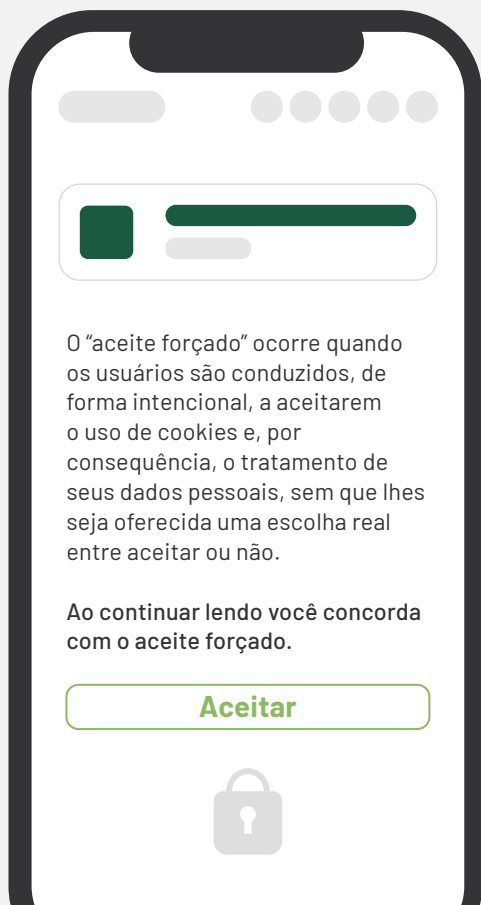 O “aceite forçado” ocorre quando
os usuários são conduzidos, de
forma intencional, a aceitarem
o uso de cookies e, por
consequência, o tratamento de
seus dados pessoais, sem que lhes
seja oferecida uma escolha real
entre aceitar ou não.
Ao continuar lendo você concorda
com o aceite forçado.
Aceitar